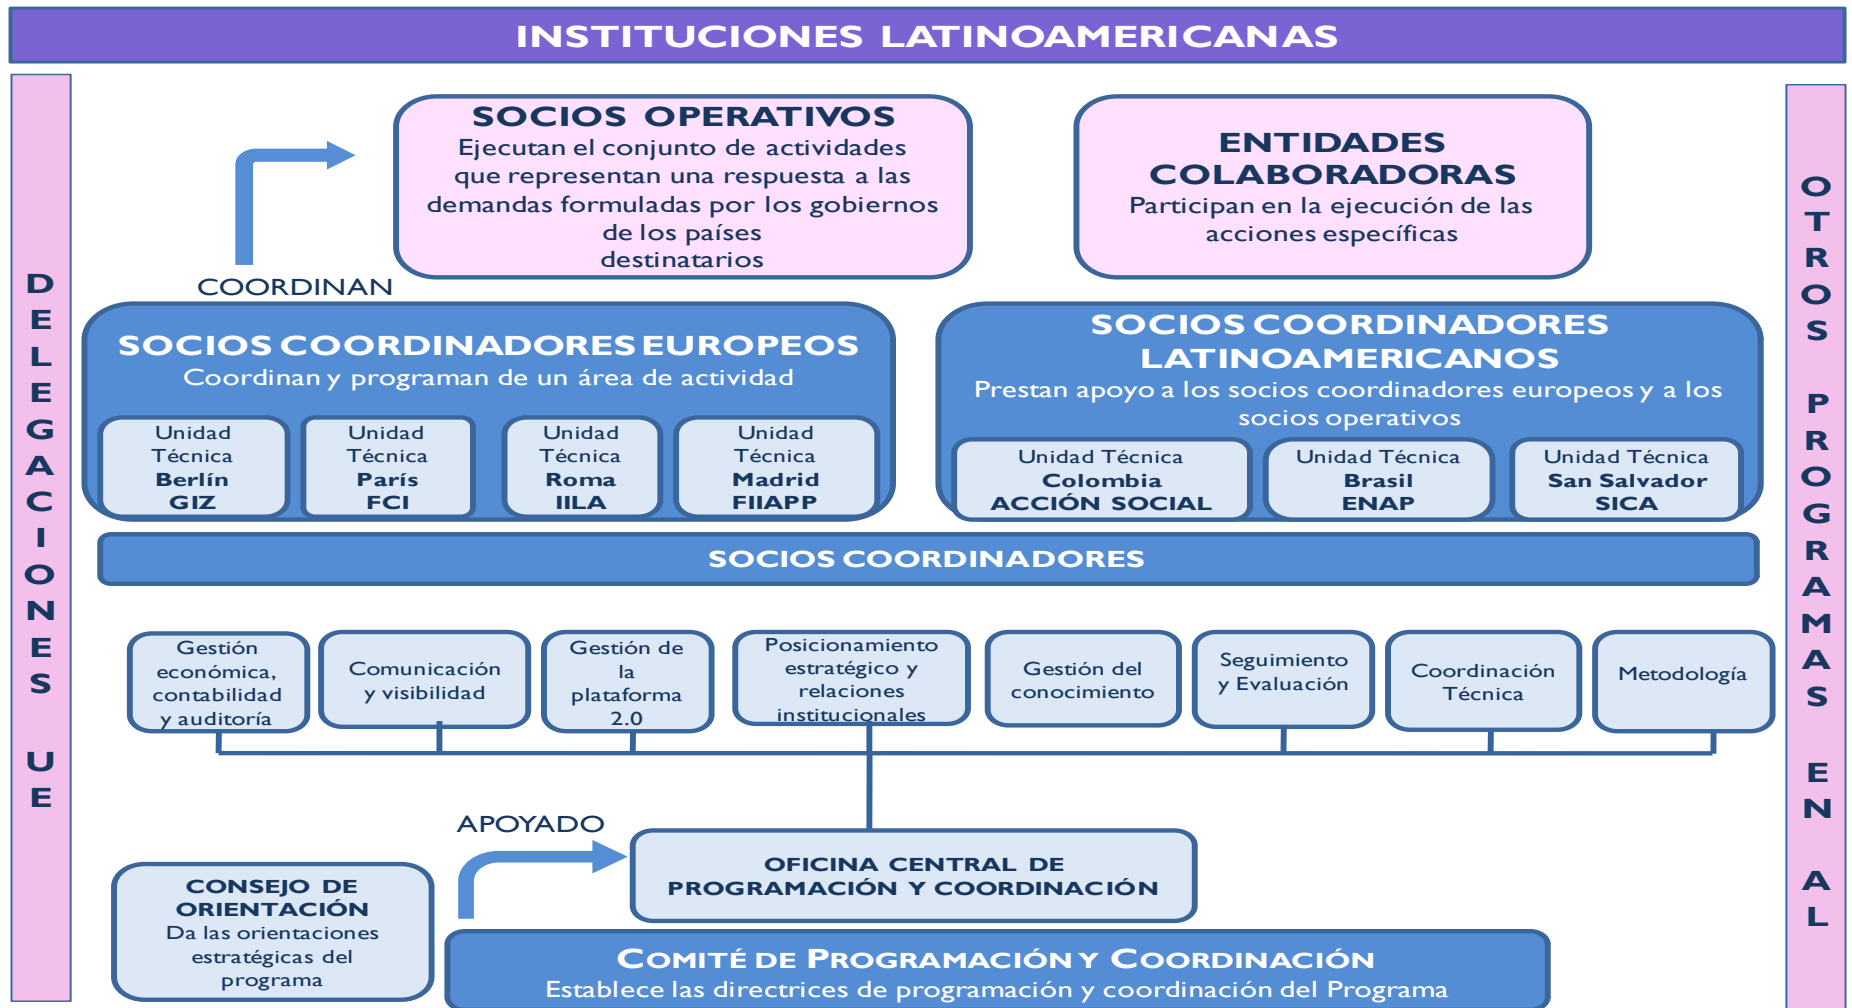 INSTITUCIONES LATINOAMERICANAS
DELEGACIONES UE
SOCIOS OPERATIVOS
Ejecutan el conjunto de actividades
que representan una respuesta a las
demandas formuladas por los gobiernos
de los países
destinatarios
ENTIDADES
COLABORADORAS
Participan en la ejecución de las
acciones específicas
OTROS PROGRAMAS EN AL
COORDINAN
SOCIOS COORDINADORES EUROPEOS
Coordinan y programan de un área de actividad
Unidad
Técnica
Berlín
GIZ
Unidad
Técnica
París
FCI
Unidad
Técnica
Roma
IILA
Unidad
Técnica
Madrid
FIIAPP
SOCIOS COORDINADORES
LATINOAMERICANOS
Prestan apoyo a los socios coordinadores europeos y a los
socios operativos
Unidad Técnica
Colombia
ACCIÓN SOCIAL
Unidad Técnica
Brasil
ENAP
Unidad Técnica
San Salvador
SICA
SOCIOS COORDINADORES
Gestión
económica,
contabilidad
y auditoría
Comunicación
y visibilidad
Gestión de
la
plataforma
2.0
Posicionamiento
estratégico y
relaciones
institucionales
Gestión del
conocimiento
Seguimiento
y Evaluación
Coordinación
Técnica
Metodología
APOYADO
OFICINA CENTRAL DE
PROGRAMACIÓN Y COORDINACIÓN
CONSEJO DE
ORIENTACIÓN
Da las orientaciones
estratégicas del
programa
COMITÉ DE PROGRAMACIÓN Y COORDINACIÓN
Establece las directrices de programación y coordinación del Programa